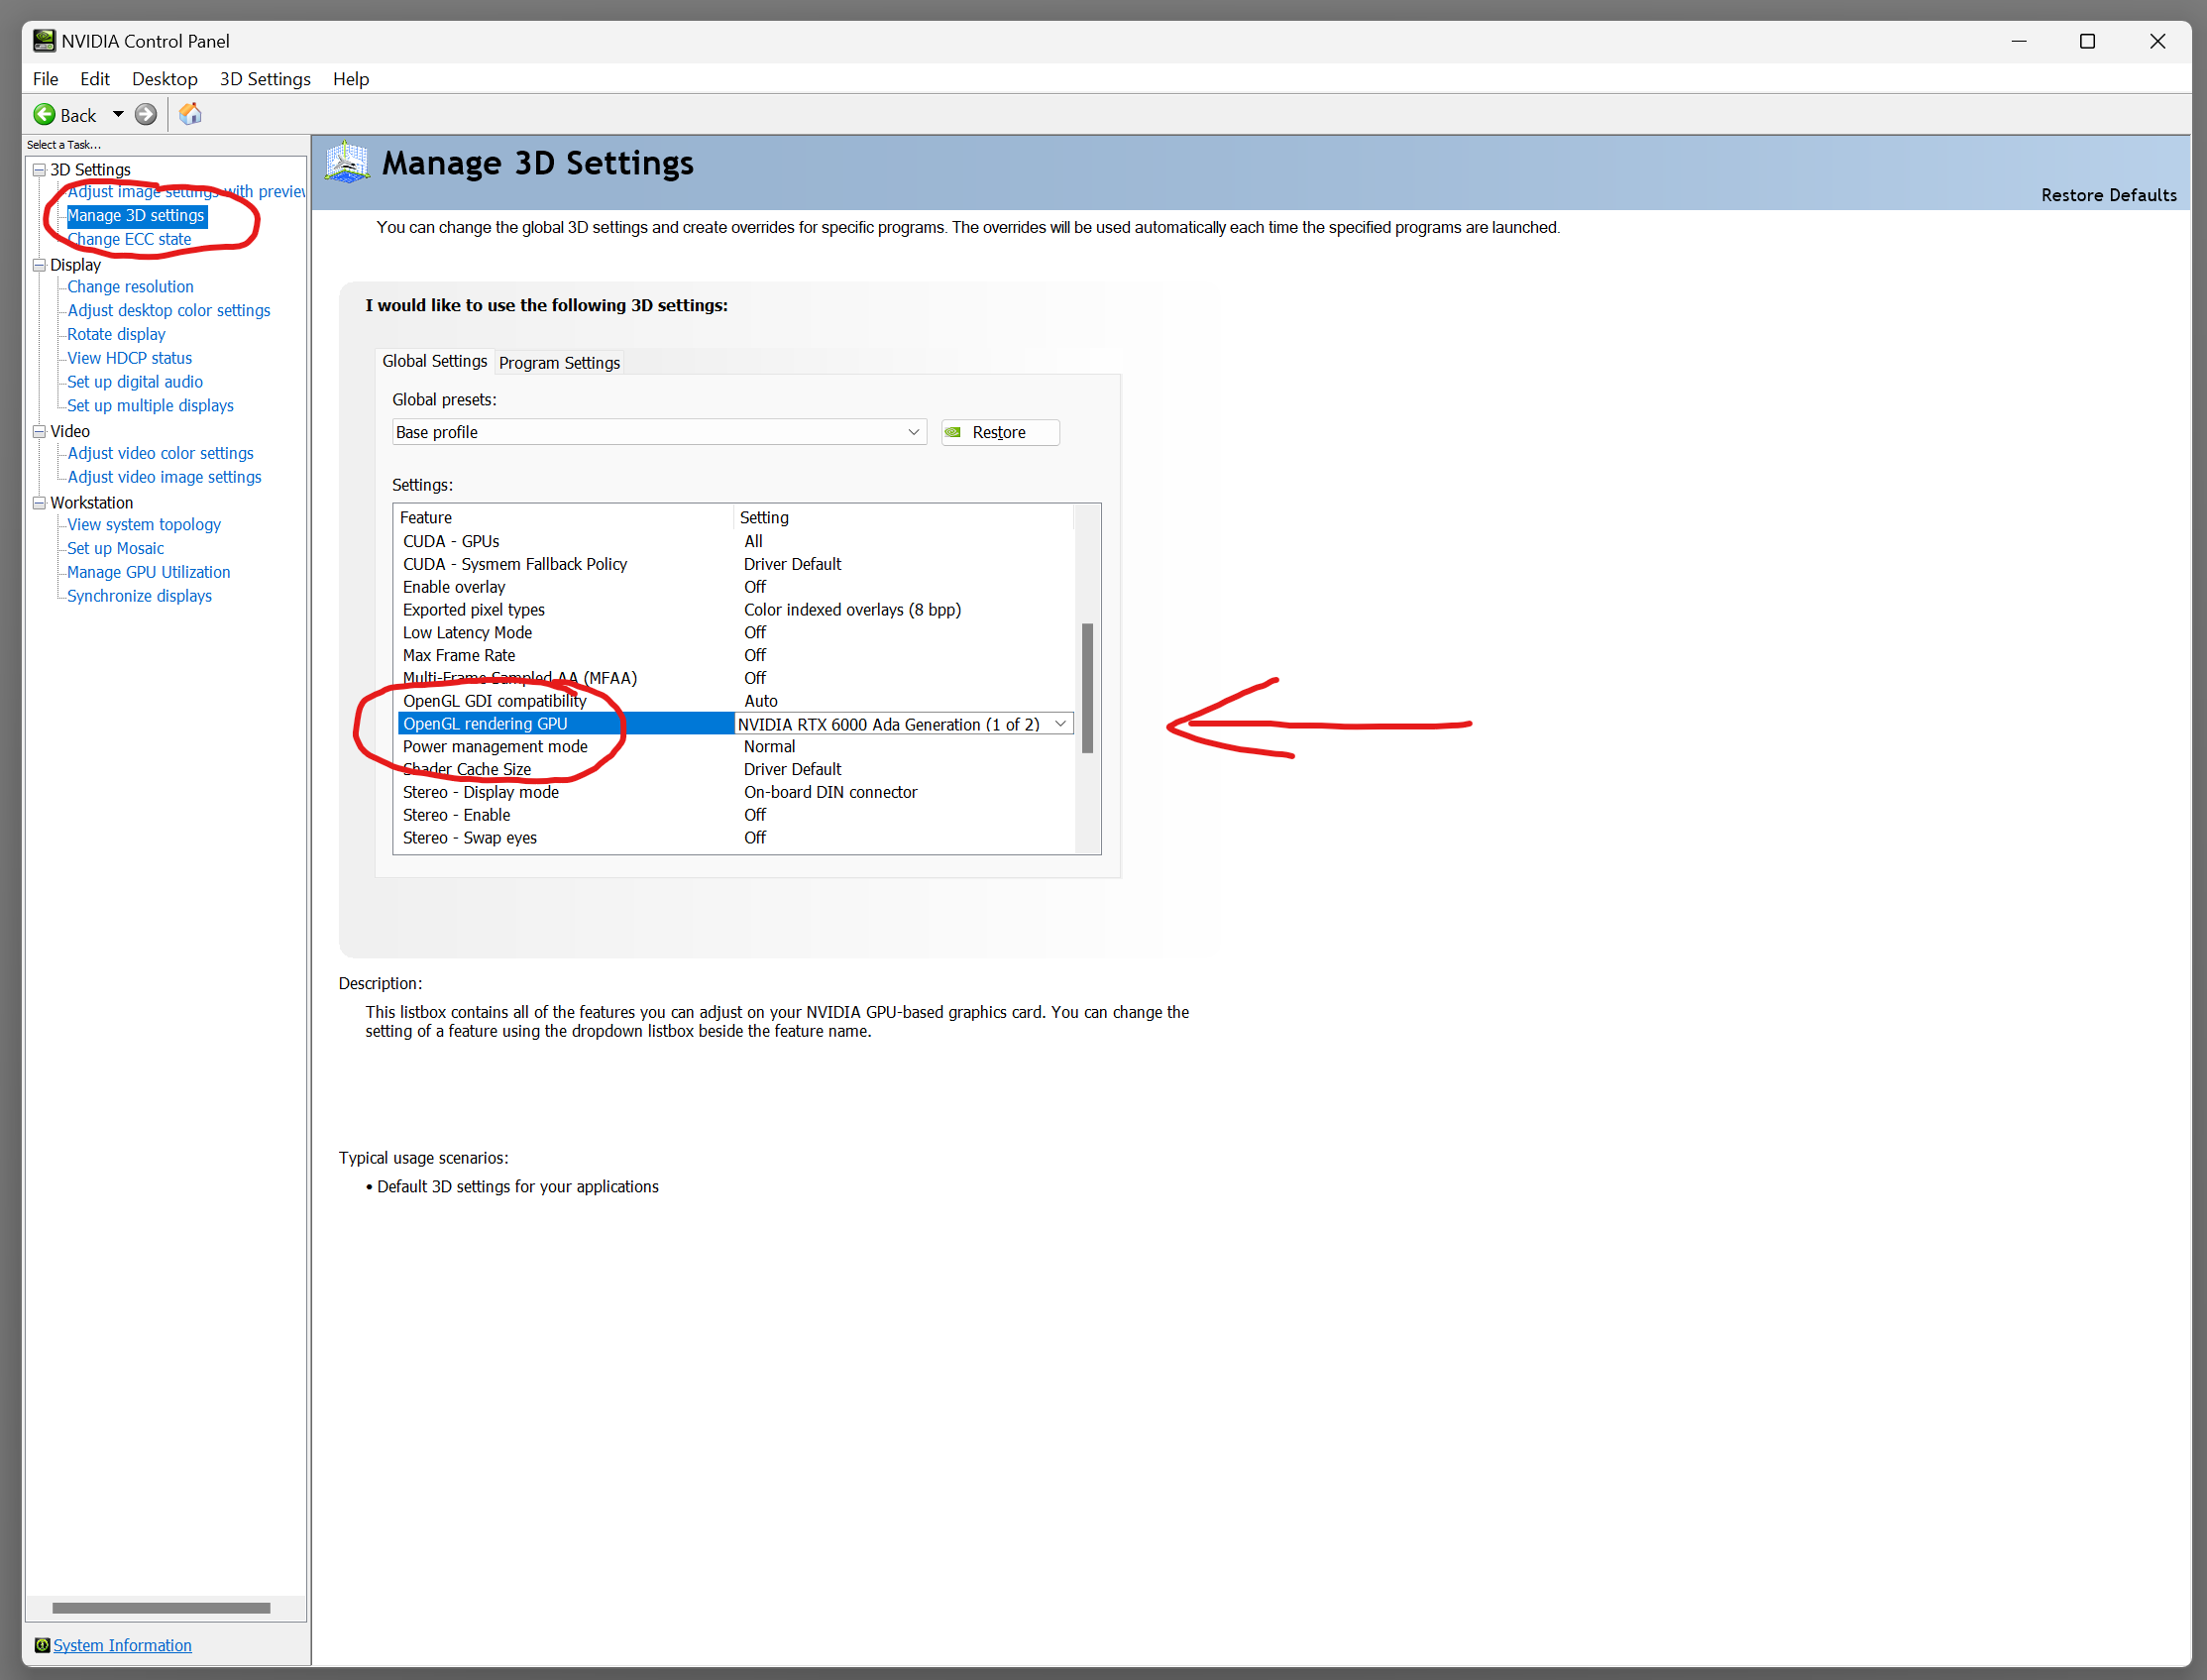 NVIDIA Control Panel
File Edit Desktop 3D Settings Help
Back
Select a Task...
3D Settings
Adjust image settings with preview
Manage 3D settings
Change ECC state
Display
Change resolution
Adjust desktop color settings
Rotate display
View HDCP status
Set up digital audio
Set up multiple displays
Video
Adjust video color settings
Adjust video image settings
Workstation
View system topology
Set up Mosaic
Manage GPU Utilization
Synchronize displays
System Information
Manage 3D Settings
Restore Defaults
You can change the global 3D settings and create overrides for specific programs. The overrides will be used automatically each time the specified programs are launched.
I would like to use the following 3D settings:
Global Settings Program Settings
Global presets:
Base profile Restore
Settings:
Feature Setting
CUDA - GPUs All
CUDA - Sysmem Fallback Policy Driver Default
Enable overlay Off
Exported pixel types Color indexed overlays (8 bpp)
Low Latency Mode Off
Max Frame Rate Off
Multi-Frame Sampled AA (MFAA) Off
OpenGL GDI compatibility Auto
OpenGL rendering GPU NVIDIA RTX 6000 Ada Generation (1 of 2)
Power management mode Normal
Shader Cache Size Driver Default
Stereo - Display mode On-board DIN connector
Stereo - Enable Off
Stereo - Swap eyes Off
Description:
This listbox contains all of the features you can adjust on your NVIDIA GPU-based graphics card. You can change the
setting of a feature using the dropdown listbox beside the feature name.
Typical usage scenarios:
• Default 3D settings for your applications